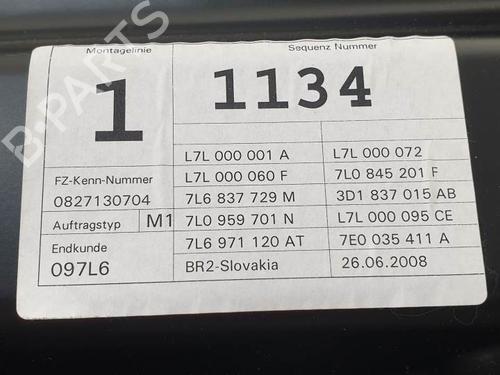 Montagelinie Sequenz Nummer
1 1134
L7L 000 001 A L7L 000 072
FZ-Kenn-Nummer L7L 000 060 F 7L0 845 201 F
0827130704 7L6 837 729 M 3D1 837 015 AB
Auftragstyp M1 7L0 959 701 N L7L 000 095 CE
Endkunde 7L6 971 120 AT 7E0 035 411 A
097L6 BR2-Slovakia 26.06.2008
B-PARTS